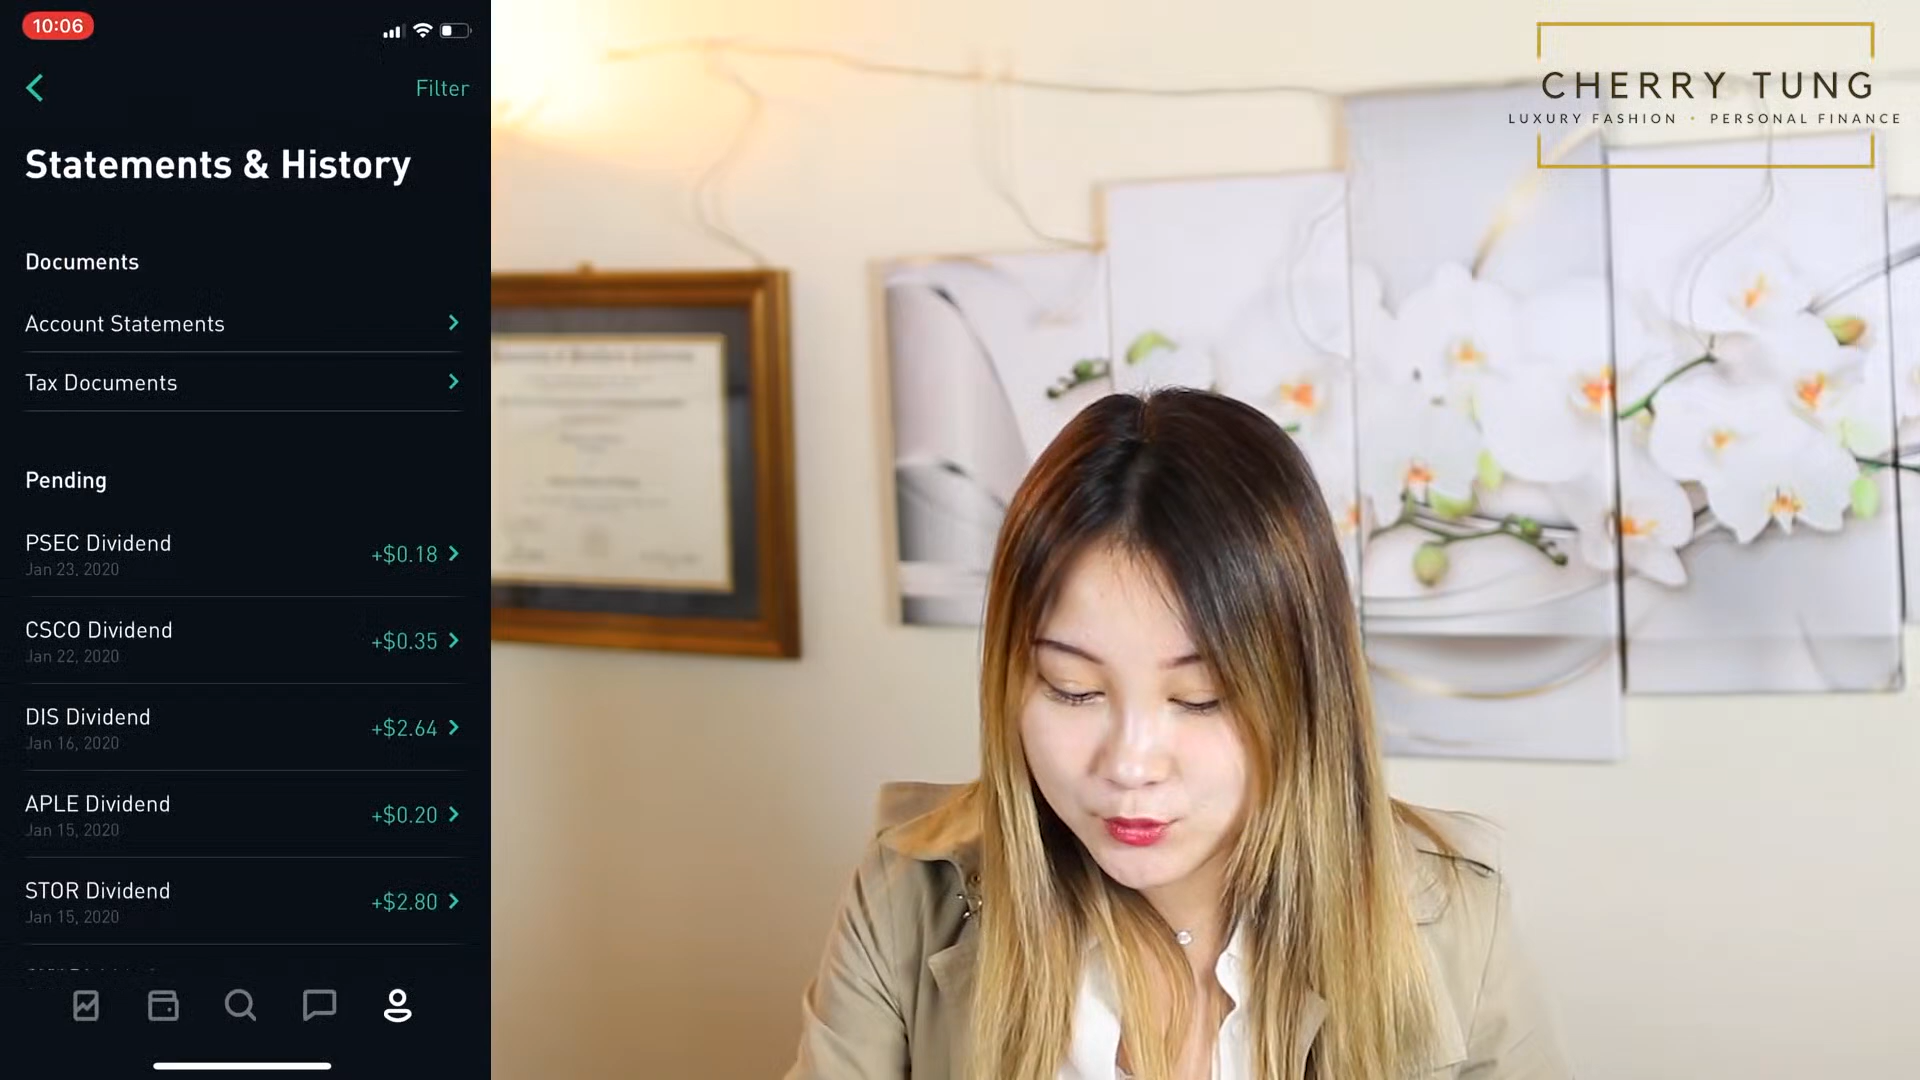 10:06
Filter
Statements & History
Documents
Account Statements
Tax Documents
Pending
PSEC Dividend
Jan 23, 2020
+$0.18
CSCO Dividend
Jan 22, 2020
+$0.35
DIS Dividend
Jan 16, 2020
+$2.64
APLE Dividend
Jan 15, 2020
+$0.20
STOR Dividend
Jan 15, 2020
+$2.80
CHERRY TUNG
LUXURY FASHION • PERSONAL FINANCE